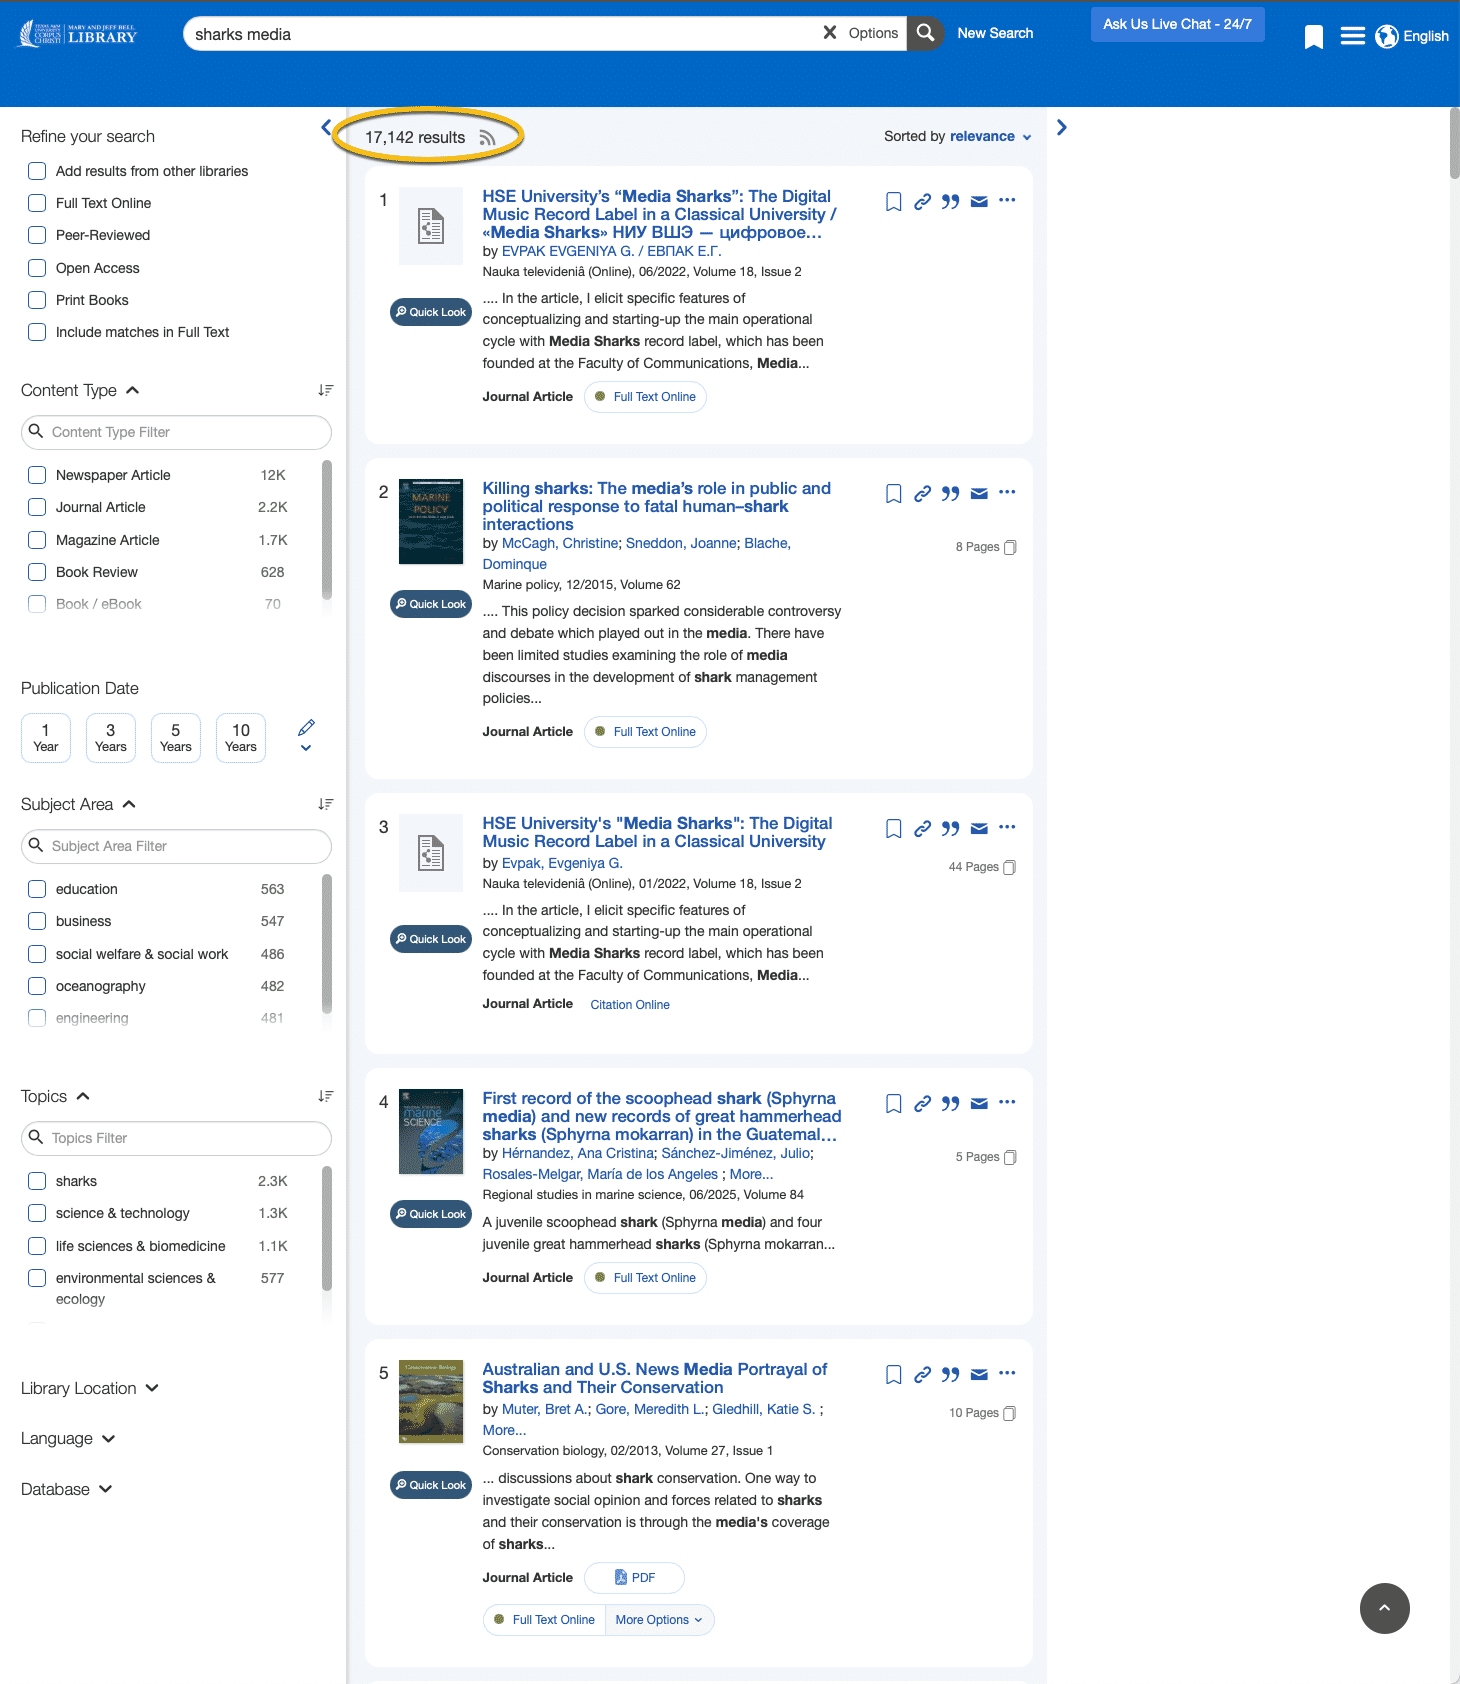 TEXAS A&M UNIVERSITY CORPUS CHRISTI
MARY AND JEFF BELL
LIBRARY
sharks media
Options
New Search
Ask Us Live Chat - 24/7
English
Refine your search
Add results from other libraries
Full Text Online
Peer-Reviewed
Open Access
Print Books
Include matches in Full Text
Content Type
Content Type Filter
Newspaper Article 12K
Journal Article 2.2K
Magazine Article 1.7K
Book Review 628
Book / eBook 70
Publication Date
1 Year
3 Years
5 Years
10 Years
Subject Area
Subject Area Filter
education 563
business 547
social welfare & social work 486
oceanography 482
engineering 481
Topics
Topics Filter
sharks 2.3K
science & technology 1.3K
life sciences & biomedicine 1.1K
environmental sciences & 577
ecology
Library Location
Language
Database
17,142 results
Sorted by relevance
1
HSE University’s “Media Sharks”: The Digital
Music Record Label in a Classical University /
«Media Sharks» НИУ ВШЭ — цифровое…
by EVPAK EVGENIYA G. / ЕВПАК Е.Г.
Nauka televideniâ (Online), 06/2022, Volume 18, Issue 2
Quick Look
.... In the article, I elicit specific features of
conceptualizing and starting-up the main operational
cycle with Media Sharks record label, which has been
founded at the Faculty of Communications, Media...
Journal Article Full Text Online
2
MARINE
POLICY
Killing sharks: The media’s role in public and
political response to fatal human–shark
interactions
by McCagh, Christine; Sneddon, Joanne; Blache,
Dominque
8 Pages
Marine policy, 12/2015, Volume 62
Quick Look
.... This policy decision sparked considerable controversy
and debate which played out in the media. There have
been limited studies examining the role of media
discourses in the development of shark management
policies...
Journal Article Full Text Online
3
HSE University's "Media Sharks": The Digital
Music Record Label in a Classical University
by Evpak, Evgeniya G.
44 Pages
Nauka televideniâ (Online), 01/2022, Volume 18, Issue 2
Quick Look
.... In the article, I elicit specific features of
conceptualizing and starting-up the main operational
cycle with Media Sharks record label, which has been
founded at the Faculty of Communications, Media...
Journal Article Citation Online
4
marine
SCIENCE
First record of the scoophead shark (Sphyrna
media) and new records of great hammerhead
sharks (Sphyrna mokarran) in the Guatemal…
by Hérnandez, Ana Cristina; Sánchez-Jiménez, Julio;
Rosales-Melgar, María de los Angeles ; More...
5 Pages
Regional studies in marine science, 06/2025, Volume 84
Quick Look
A juvenile scoophead shark (Sphyrna media) and four
juvenile great hammerhead sharks (Sphyrna mokarran...
Journal Article Full Text Online
5
Conservation Biology
Australian and U.S. News Media Portrayal of
Sharks and Their Conservation
by Muter, Bret A.; Gore, Meredith L.; Gledhill, Katie S. ;
More...
10 Pages
Conservation biology, 02/2013, Volume 27, Issue 1
Quick Look
... discussions about shark conservation. One way to
investigate social opinion and forces related to sharks
and their conservation is through the media's coverage
of sharks...
Journal Article PDF
Full Text Online More Options